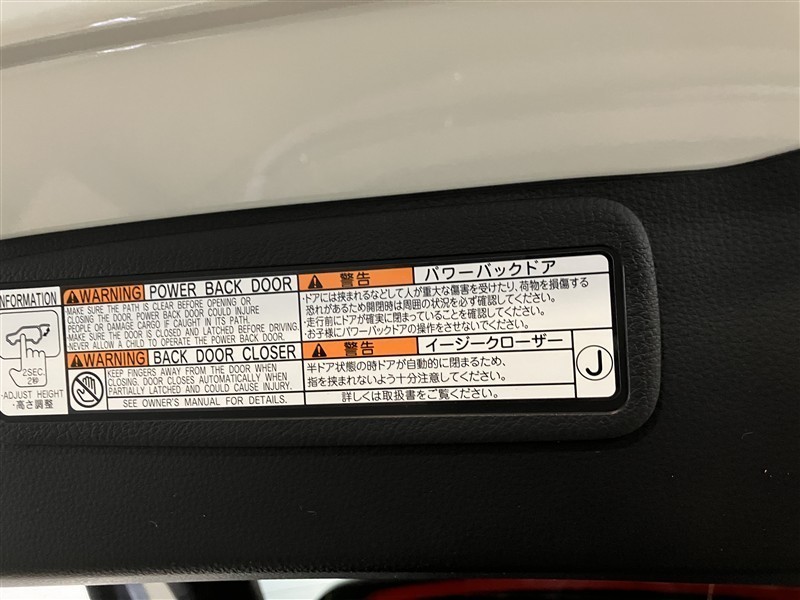 INFORMATION
2SEC.
2秒
·ADJUST HEIGHT
·高さ調整
WARNING POWER BACK DOOR
·MAKE SURE THE PATH IS CLEAR BEFORE OPENING OR
CLOSING THE DOOR. POWER BACK DOOR COULD INJURE
PEOPLE OR DAMAGE CARGO IF CAUGHT IN ITS PATH.
·MAKE SURE THE DOOR IS CLOSED AND LATCHED BEFORE DRIVING.
·NEVER ALLOW A CHILD TO OPERATE THE POWER BACK DOOR.
WARNING BACK DOOR CLOSER
KEEP FINGERS AWAY FROM THE DOOR WHEN
CLOSING. DOOR CLOSES AUTOMATICALLY WHEN
PARTIALLY LATCHED AND COULD CAUSE INJURY.
SEE OWNER'S MANUAL FOR DETAILS.
警告 パワーバックドア
·ドアには挟まれるなどして人が重大な傷害を受けたり、荷物を損傷する
恐れがあるため開閉時は周囲の状況を必ず確認してください。
·走行前にドアが確実に閉まっていることを確認してください。
·お子様にパワーバックドアの操作をさせないでください。
警告 イージークローザー
半ドア状態の時ドアが自動的に閉まるため、
指を挟まれないよう十分注意してください。
詳しくは取扱書をご覧ください。
J